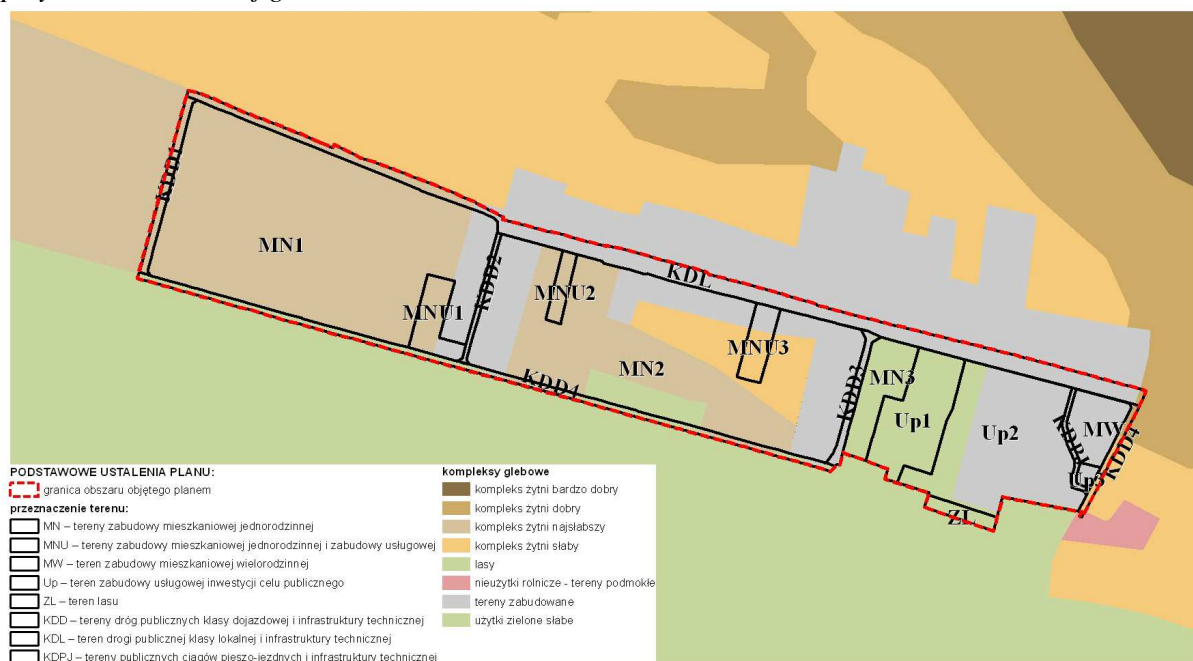 KDD1
MN1
MNU1
KDD2
MNU2
KDL
MN2
MNU3
KDD4
KDD3
MN3
Up1
Up2
ZL
MW
KDD4
Up3
PODSTAWOWE USTALENIA PLANU:
granica obszaru objętego planem
przeznaczenie terenu:
MN – tereny zabudowy mieszkaniowej jednorodzinnej
MNU – tereny zabudowy mieszkaniowej jednorodzinnej i zabudowy usługowej
MW – teren zabudowy mieszkaniowej wielorodzinnej
Up – teren zabudowy usługowej inwestycji celu publicznego
ZL – teren lasu
KDD – tereny dróg publicznych klasy dojazdowej i infrastruktury technicznej
KDL – teren drogi publicznej klasy lokalnej i infrastruktury technicznej
KDPJ – tereny publicznych ciągów pieszo-jezdnych i infrastruktury technicznej
kompleksy glebowe
kompleks żytni bardzo dobry
kompleks żytni dobry
kompleks żytni najsłabszy
kompleks żytni słaby
lasy
nieużytki rolnicze - tereny podmokłe
tereny zabudowane
użytki zielone słabe